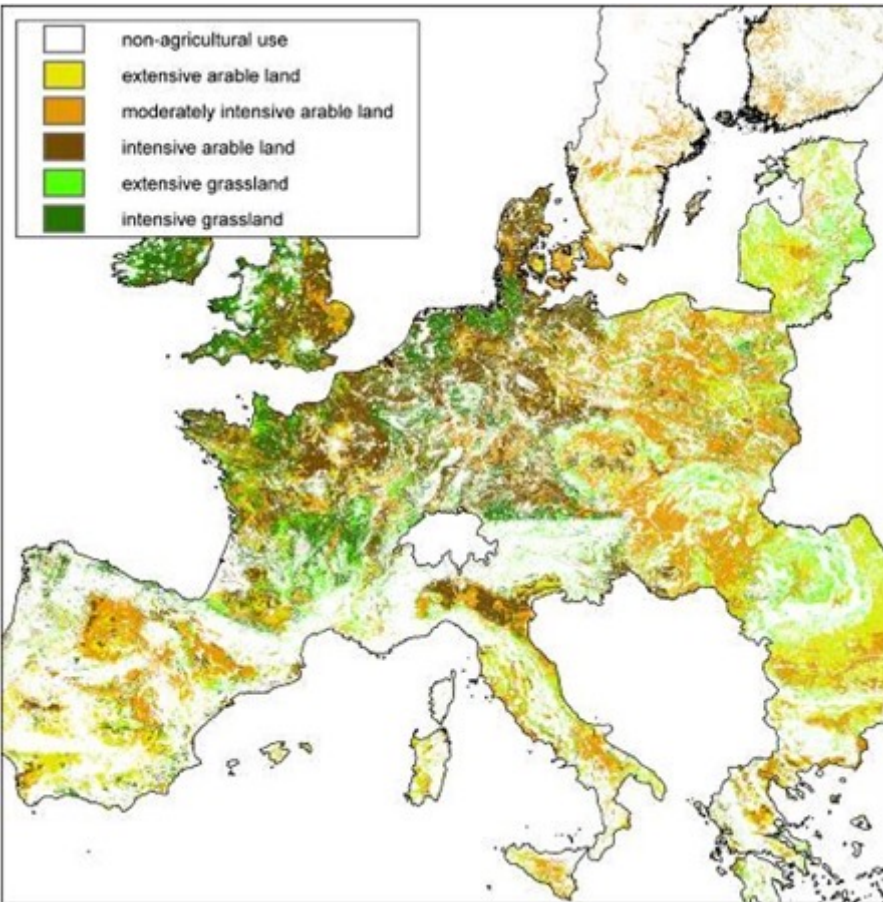 non-agricultural use
extensive arable land
moderately intensive arable land
intensive arable land
extensive grassland
intensive grassland